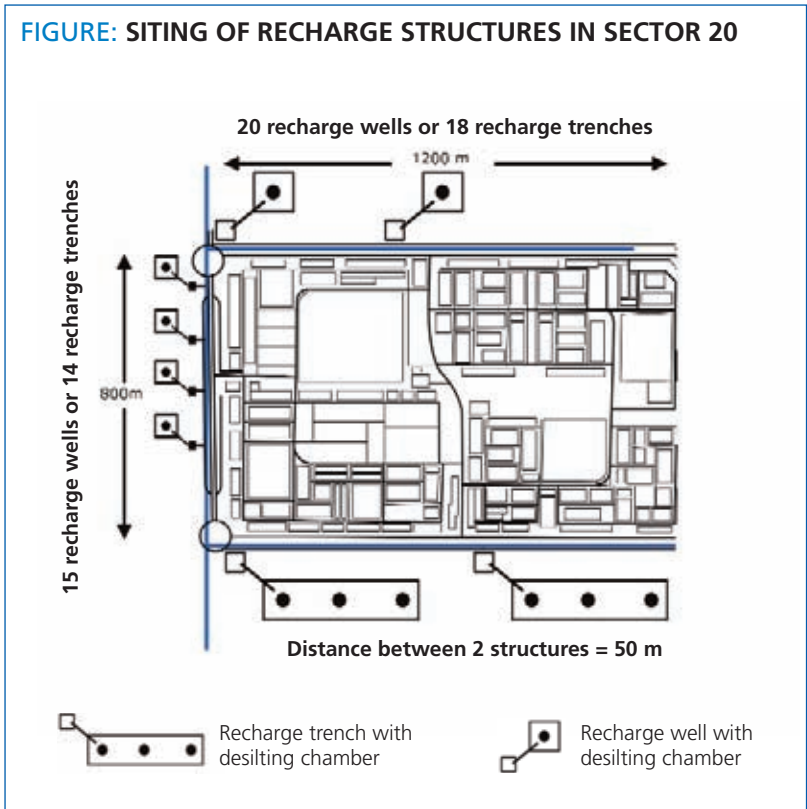 FIGURE: SITING OF RECHARGE STRUCTURES IN SECTOR 20
20 recharge wells or 18 recharge trenches
1200 m
15 recharge wells or 14 recharge trenches
800m
Distance between 2 structures = 50 m
Recharge trench with
desilting chamber
Recharge well with
desilting chamber